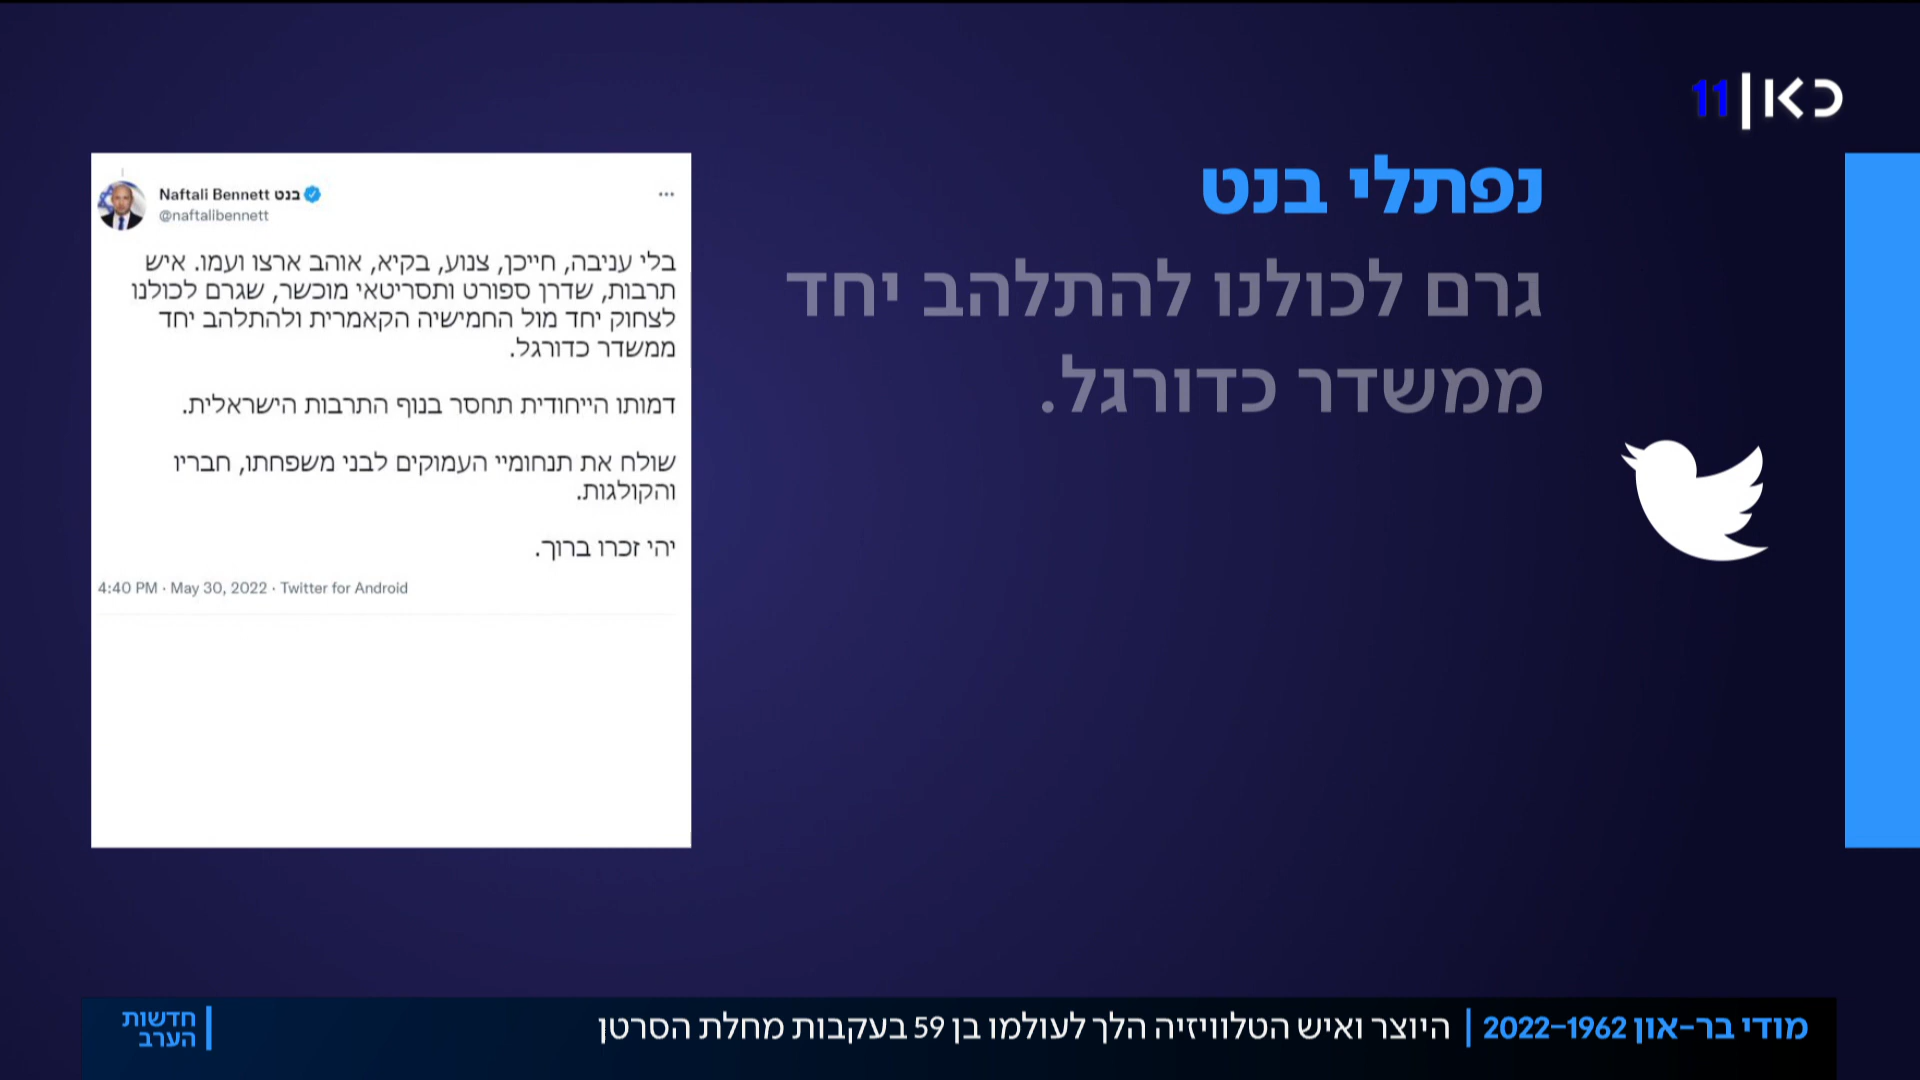 כאן 11
נפתלי בנט
גרם לכולנו להתלהב יחד
ממשדר כדורגל.
Naftali Bennett בנט
@naftalibennett
בלי עניבה, חייכן, צנוע, בקיא, אוהב ארצו ועמו. איש
תרבות, שדרן ספורט ותסריטאי מוכשר, שגרם לכולנו
לצחוק יחד מול החמישיה הקאמרית ולהתלהב יחד
ממשדר כדורגל.
דמותו הייחודית תחסר בנוף התרבות הישראלית.
שולח את תנחומיי העמוקים לבני משפחתו, חבריו
והקולגות.
יהי זכרו ברוך.
4:40 PM · May 30, 2022 · Twitter for Android
מודי בר-און 1962-2022 | היוצר ואיש הטלוויזיה הלך לעולמו בן 59 בעקבות מחלת הסרטן
חדשות
הערב